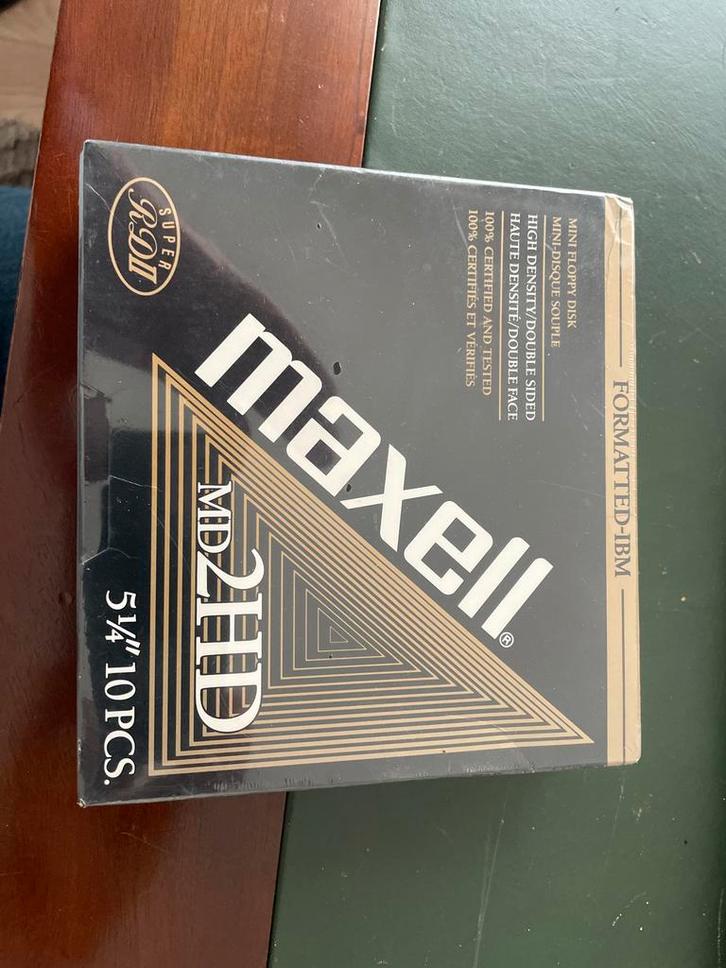 FORMATTED-IBM
MINI FLOPPY DISK
MINI-DISQUE SOUPLE
HIGH DENSITY/DOUBLE SIDED
HAUTE DENSITÉ/DOUBLE FACE
100% CERTIFIED AND TESTED
100% CERTIFIÉS ET VÉRIFIÉS
maxell®
MD2HD
SUPER
RDII
5¼" 10 PCS.